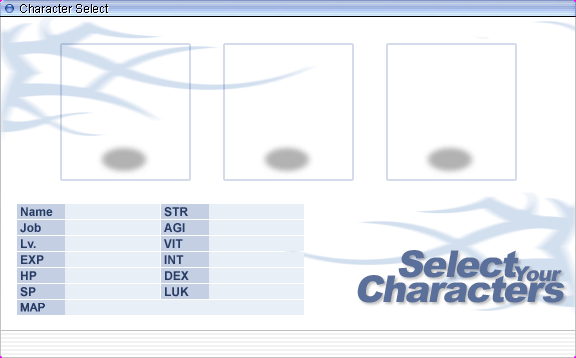 Character Select
Name STR
Job AGI
Lv. VIT
EXP INT
HP DEX
SP LUK
MAP
Select Your
Characters